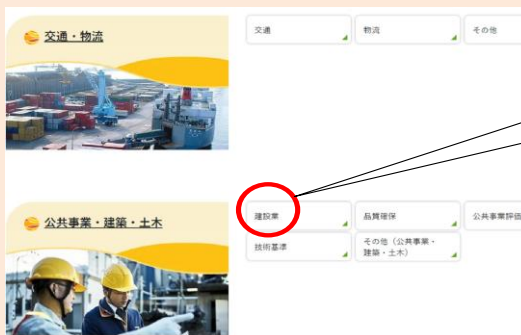 交通・物流
交通
物流
その他
公共事業・建築・土木
建設業
品質確保
公共事業評価
技術基準
その他（公共事業・
建築・土木）